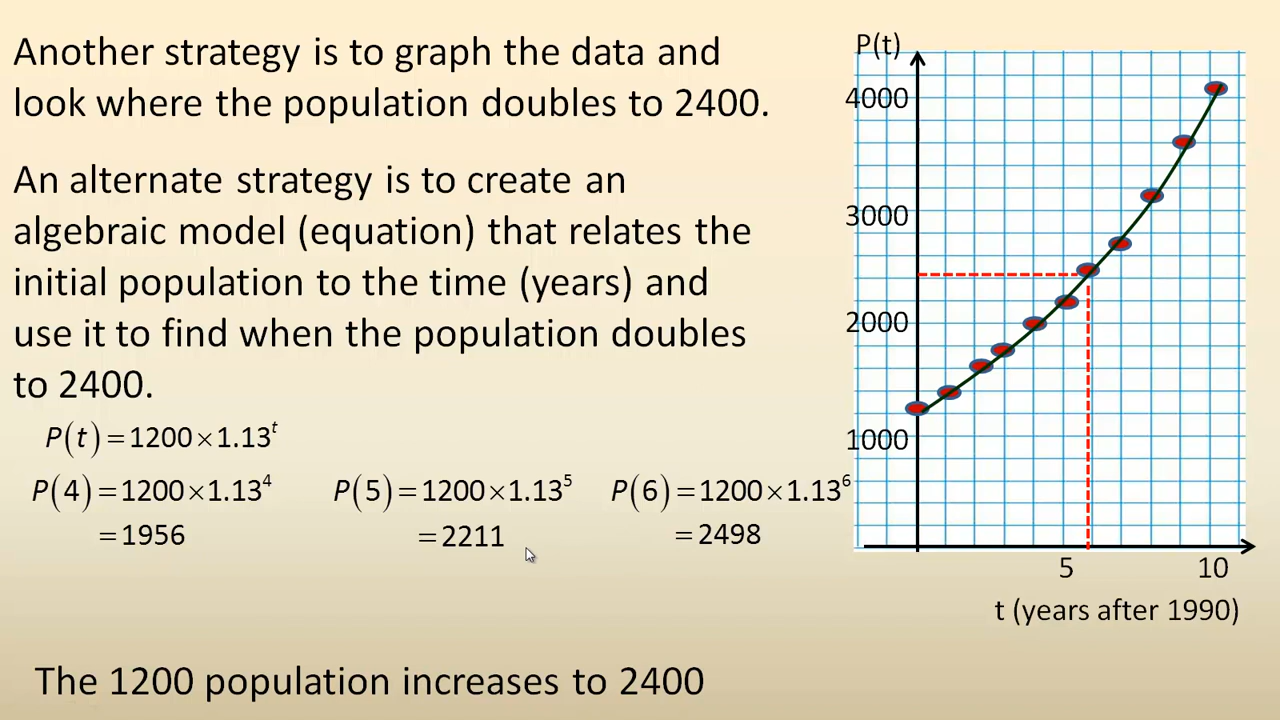 Another strategy is to graph the data and
look where the population doubles to 2400.
An alternate strategy is to create an
algebraic model (equation) that relates the
initial population to the time (years) and
use it to find when the population doubles
to 2400.
P(t) = 1200 × 1.13^t
P(4) = 1200 × 1.13^4
= 1956
P(5) = 1200 × 1.13^5
= 2211
P(6) = 1200 × 1.13^6
= 2498
The 1200 population increases to 2400
P(t)
4000
3000
2000
1000
5 10
t (years after 1990)